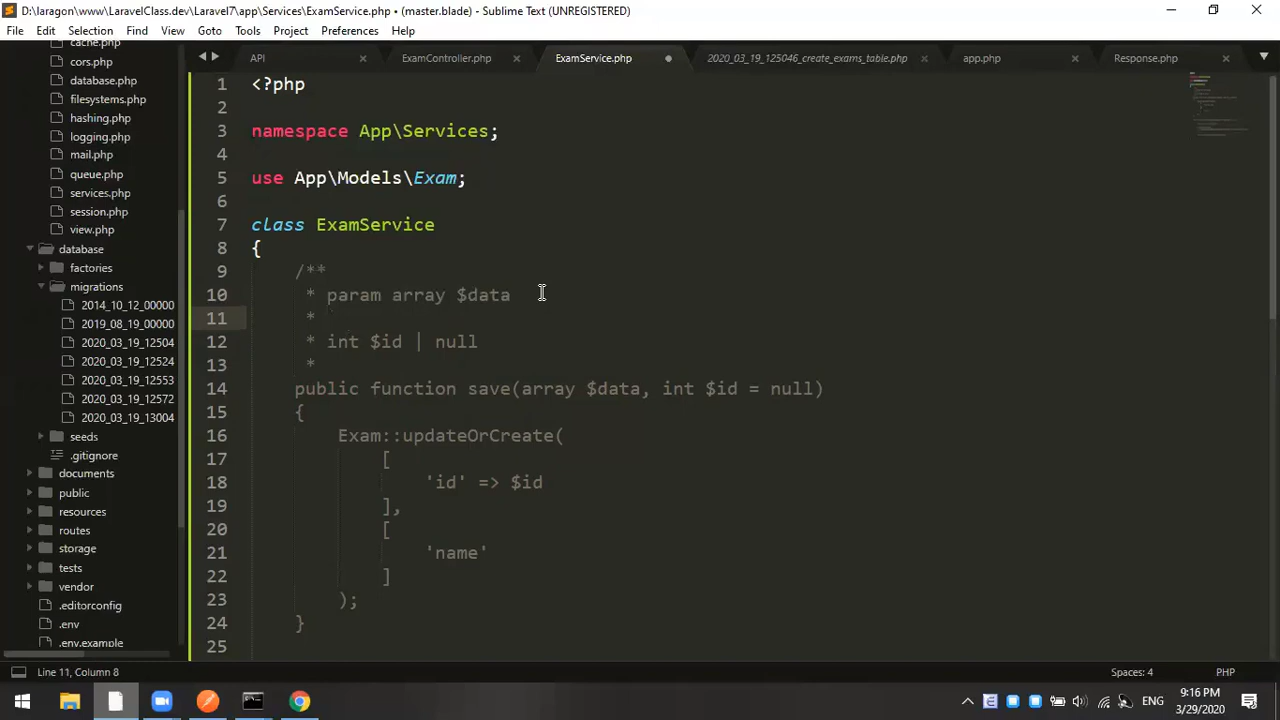 D:\laragon\www\LaravelClass.dev\Laravel7\app\Services\ExamService.php • (master.blade) - Sublime Text (UNREGISTERED)
File Edit Selection Find View Goto Tools Project Preferences Help
API ExamController.php ExamService.php 2020_03_19_125046_create_exams_table.php app.php Response.php
cache.php
cors.php
database.php
filesystems.php
hashing.php
logging.php
mail.php
queue.php
services.php
session.php
view.php
database
factories
migrations
2014_10_12_00000
2019_08_19_00000
2020_03_19_12504
2020_03_19_12524
2020_03_19_12553
2020_03_19_12572
2020_03_19_13004
seeds
.gitignore
documents
public
resources
routes
storage
tests
vendor
.editorconfig
.env
.env.example
1 <?php
2
3 namespace App\Services;
4
5 use App\Models\Exam;
6
7 class ExamService
8 {
9 /**
10 * param array $data
11 *
12 * int $id | null
13 *
14 public function save(array $data, int $id = null)
15 {
16 Exam::updateOrCreate(
17 [
18 'id' => $id
19 ],
20 [
21 'name'
22 ]
23 );
24 }
25
Line 11, Column 8 Spaces: 4 PHP
ENG
9:16 PM
3/29/2020